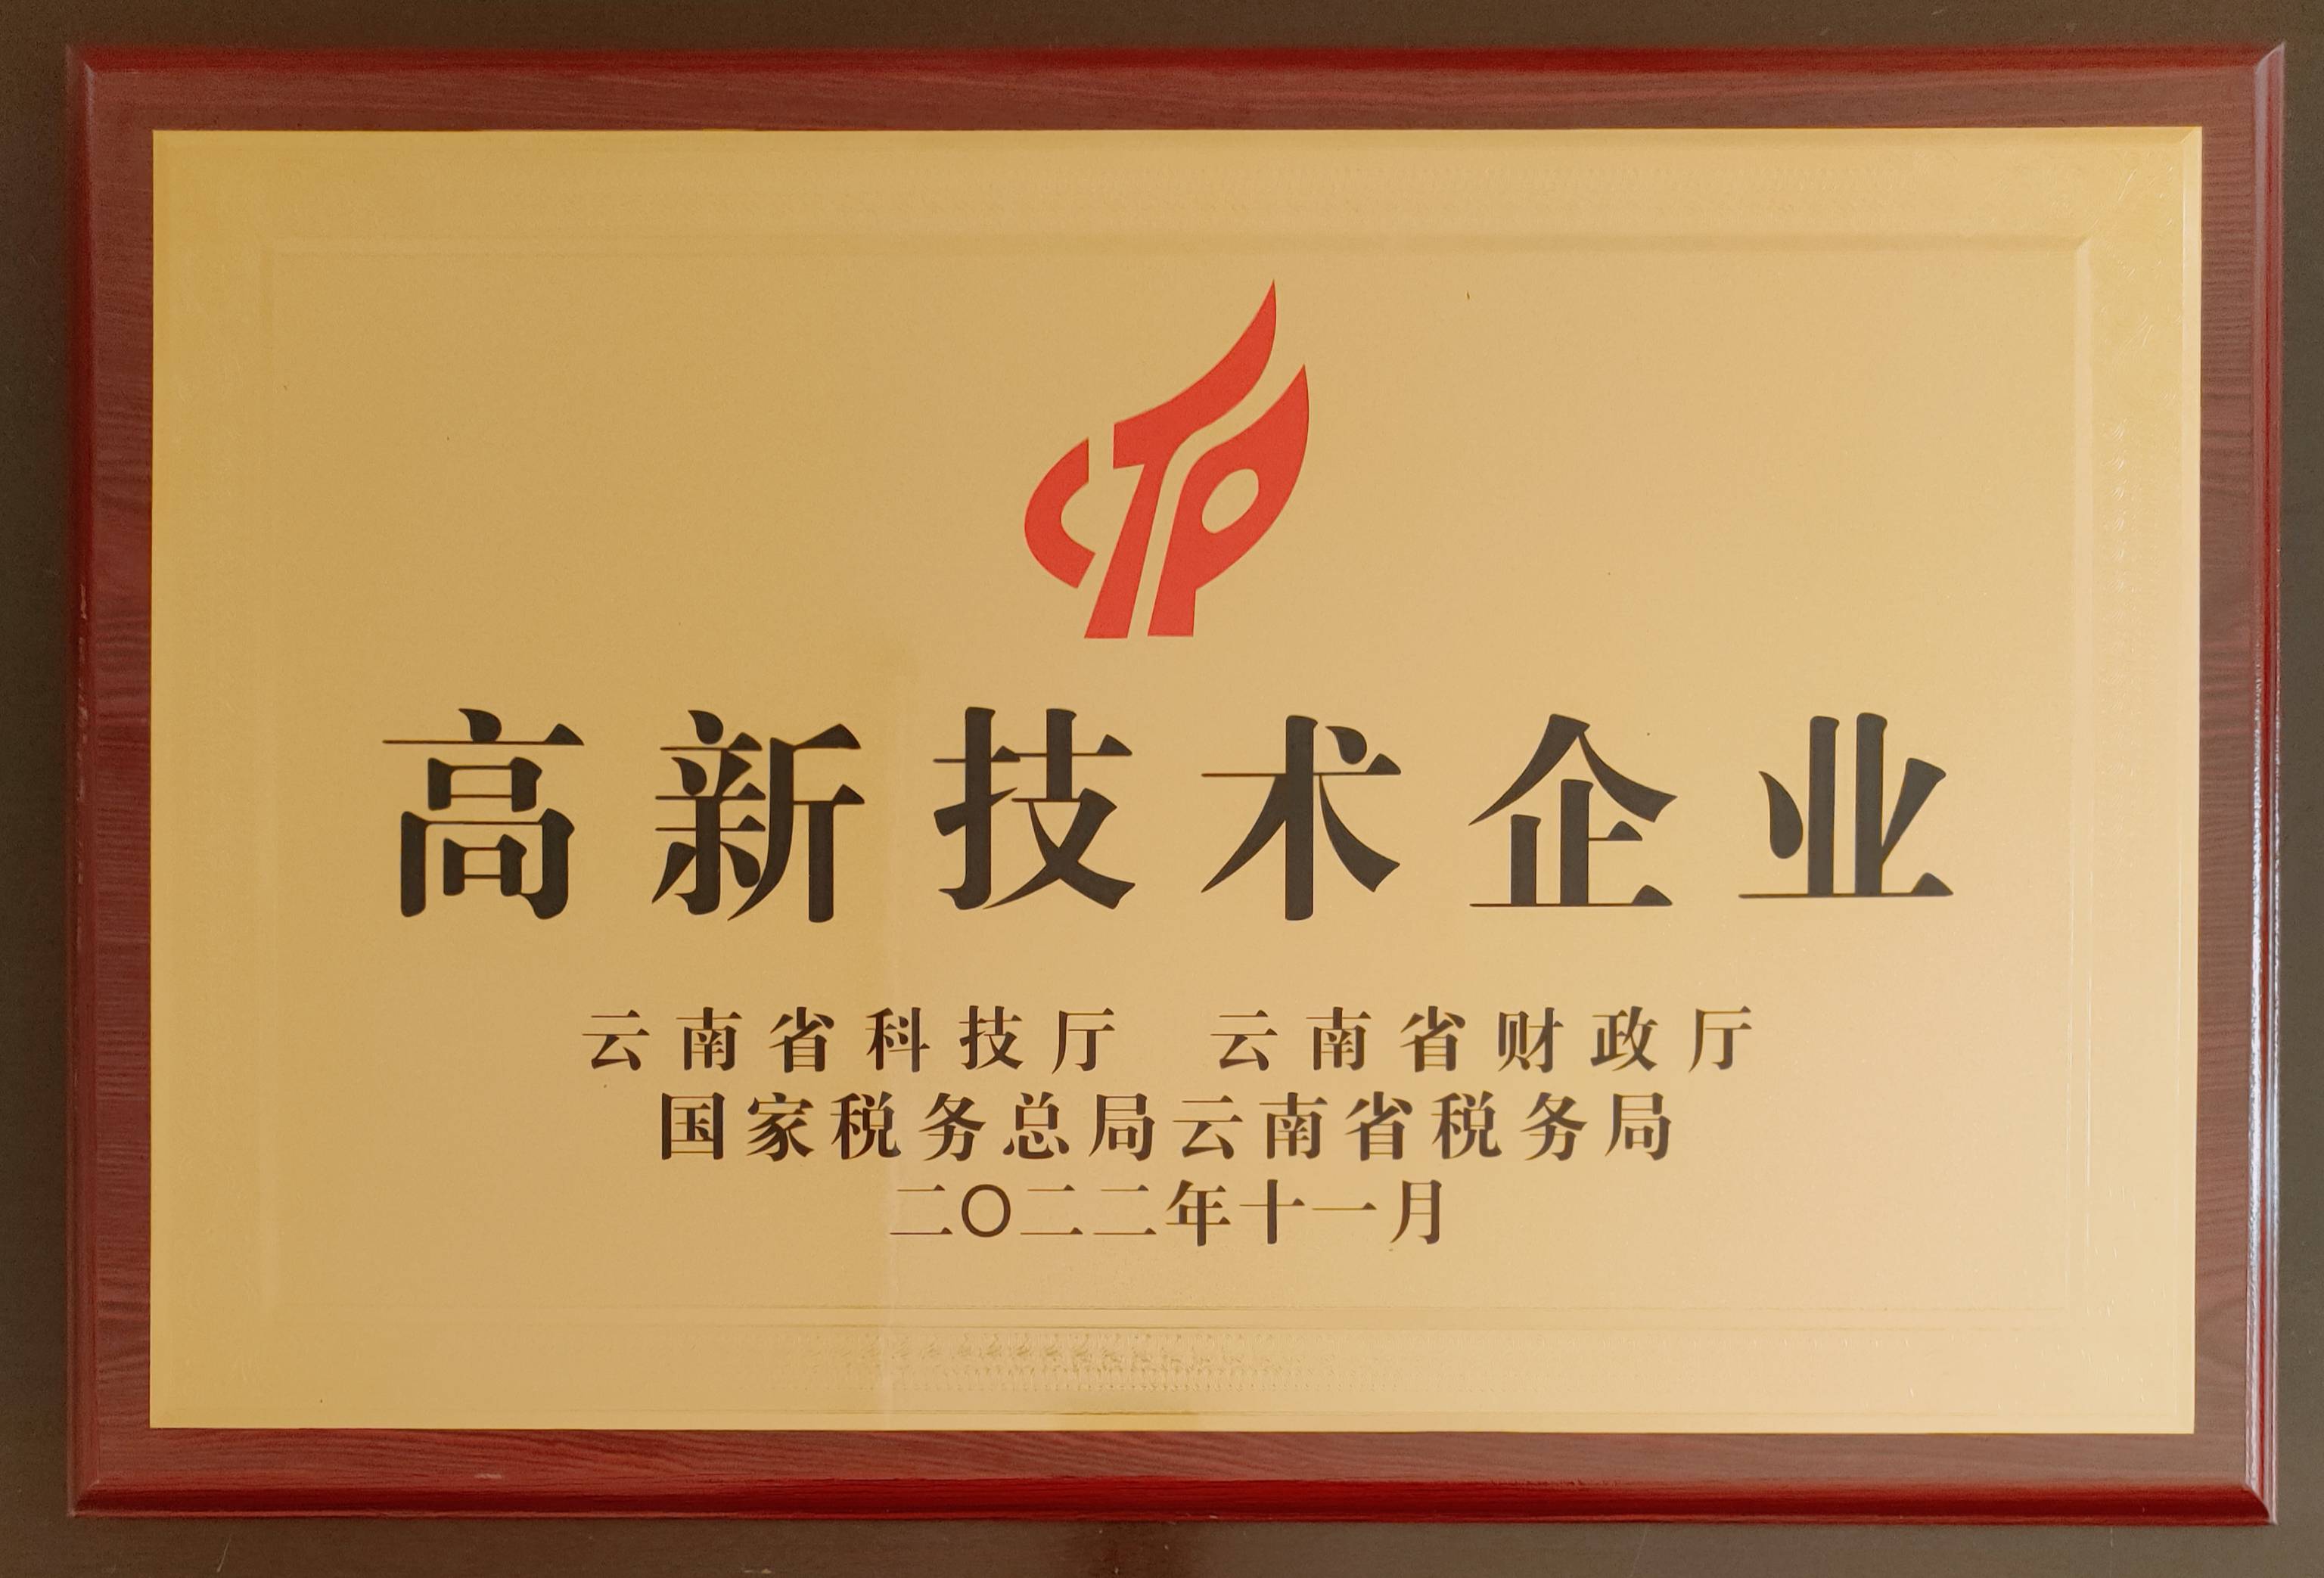 CTP
高新技术企业
云南省科技厅 云南省财政厅
国家税务总局云南省税务局
二〇二二年十一月